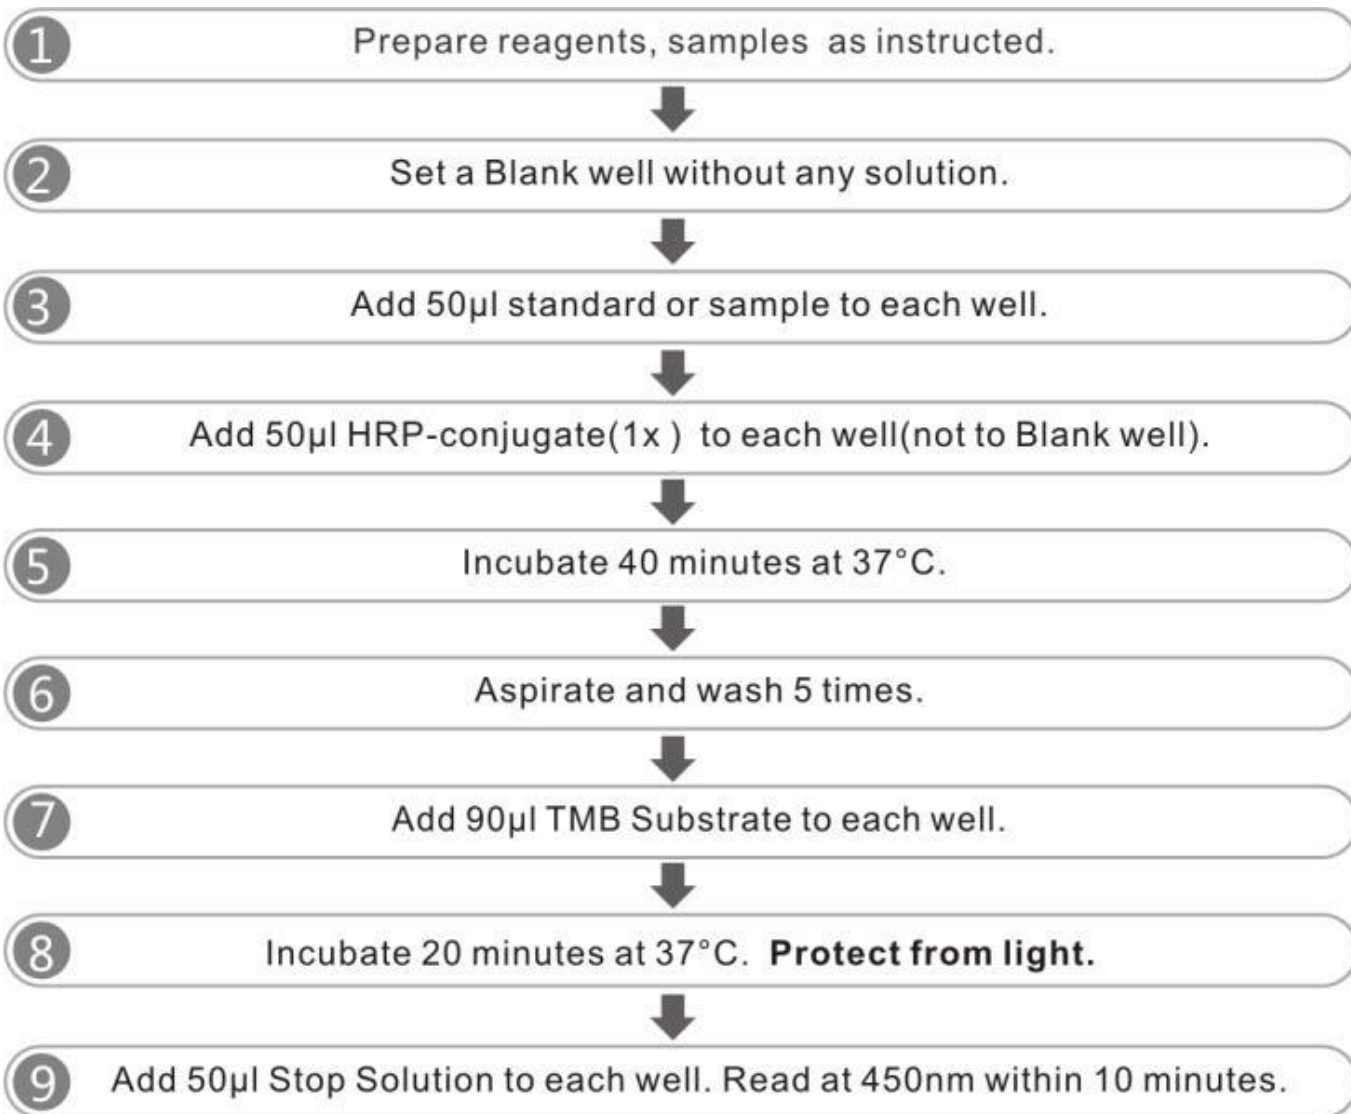 1 Prepare reagents, samples as instructed.
2 Set a Blank well without any solution.
3 Add 50µl standard or sample to each well.
4 Add 50µl HRP-conjugate(1x ) to each well(not to Blank well).
5 Incubate 40 minutes at 37°C.
6 Aspirate and wash 5 times.
7 Add 90µl TMB Substrate to each well.
8 Incubate 20 minutes at 37°C. Protect from light.
9 Add 50µl Stop Solution to each well. Read at 450nm within 10 minutes.